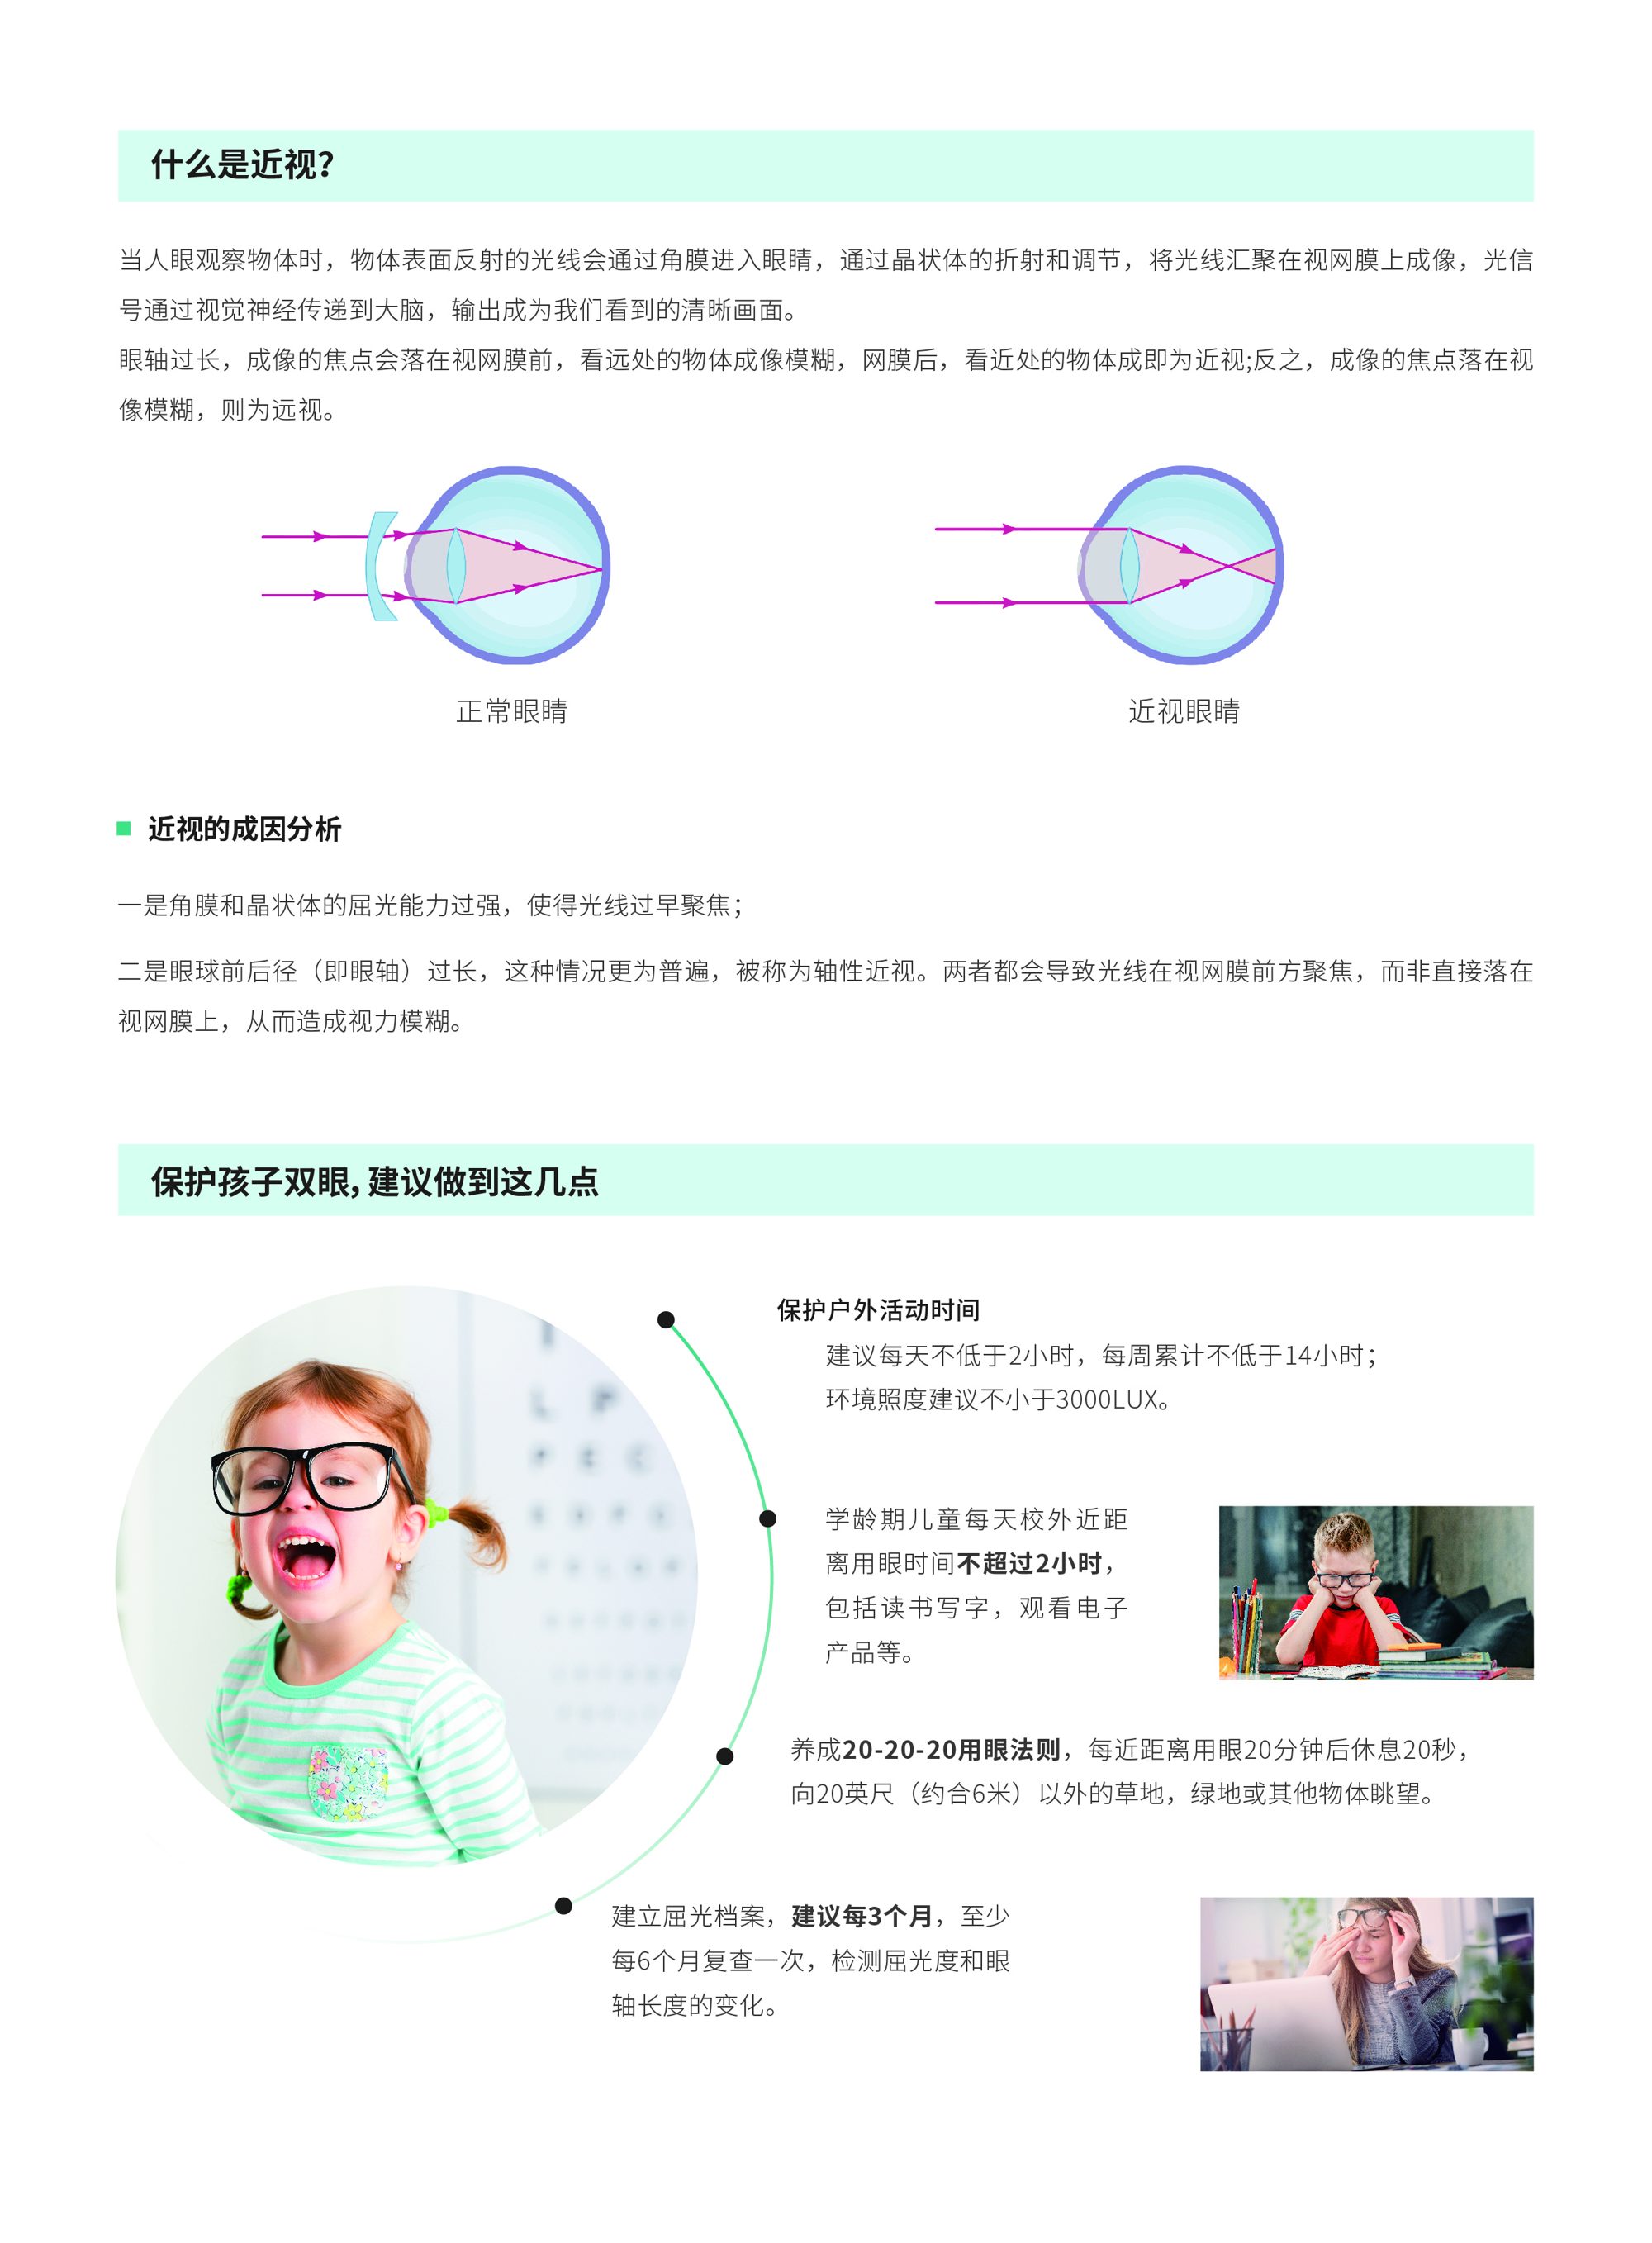 什么是近视？
当人眼观察物体时，物体表面反射的光线会通过角膜进入眼睛，通过晶状体的折射和调节，将光线汇聚在视网膜上成像，光信
号通过视觉神经传递到大脑，输出成为我们看到的清晰画面。
眼轴过长，成像的焦点会落在视网膜前，看远处的物体成像模糊，网膜后，看近处的物体成即为近视;反之，成像的焦点落在视
像模糊，则为远视。
正常眼睛
近视眼睛
近视的成因分析
一是角膜和晶状体的屈光能力过强，使得光线过早聚焦；
二是眼球前后径（即眼轴）过长，这种情况更为普遍，被称为轴性近视。两者都会导致光线在视网膜前方聚焦，而非直接落在
视网膜上，从而造成视力模糊。
保护孩子双眼，建议做到这几点
保护户外活动时间
建议每天不低于2小时，每周累计不低于14小时；
环境照度建议不小于3000LUX。
学龄期儿童每天校外近距
离用眼时间不超过2小时，
包括读书写字，观看电子
产品等。
养成20-20-20用眼法则，每近距离用眼20分钟后休息20秒，
向20英尺（约合6米）以外的草地，绿地或其他物体眺望。
建立屈光档案，建议每3个月，至少
每6个月复查一次，检测屈光度和眼
轴长度的变化。
L P
P E C